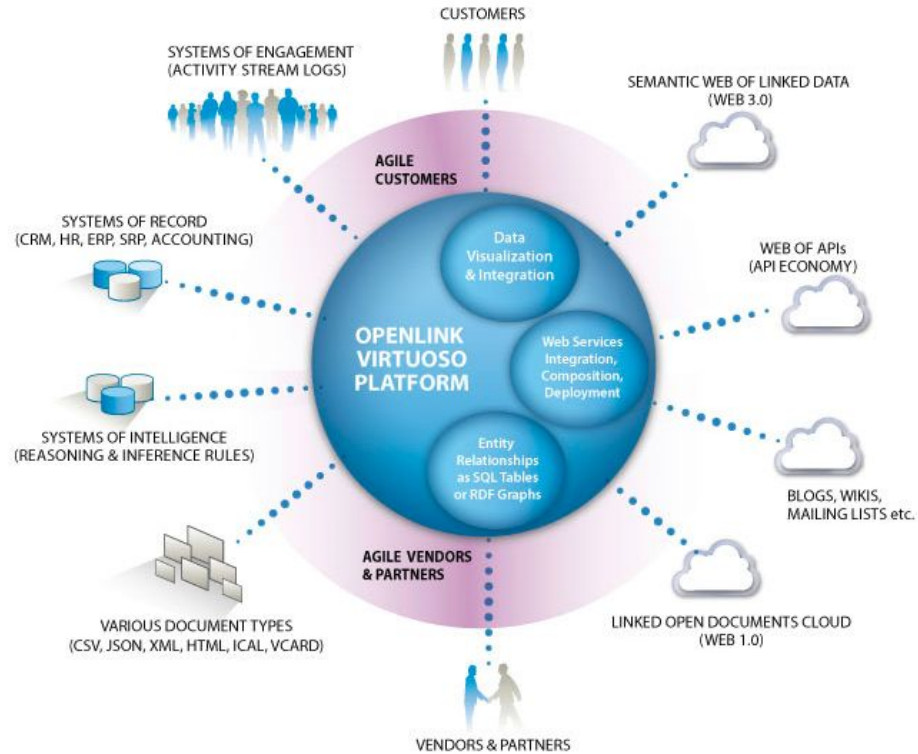 CUSTOMERS
SYSTEMS OF ENGAGEMENT
(ACTIVITY STREAM LOGS)
SEMANTIC WEB OF LINKED DATA
(WEB 3.0)
AGILE
CUSTOMERS
SYSTEMS OF RECORD
(CRM, HR, ERP, SRP, ACCOUNTING)
Data
Visualization
& Integration
WEB OF APIs
(API ECONOMY)
OPENLINK
VIRTUOSO
PLATFORM
Web Services
Integration,
Composition,
Deployment
SYSTEMS OF INTELLIGENCE
(REASONING & INFERENCE RULES)
Entity
Relationships
as SQL Tables
or RDF Graphs
BLOGS, WIKIS,
MAILING LISTS etc.
AGILE VENDORS
& PARTNERS
VARIOUS DOCUMENT TYPES
(CSV, JSON, XML, HTML, ICAL, VCARD)
LINKED OPEN DOCUMENTS CLOUD
(WEB 1.0)
VENDORS & PARTNERS